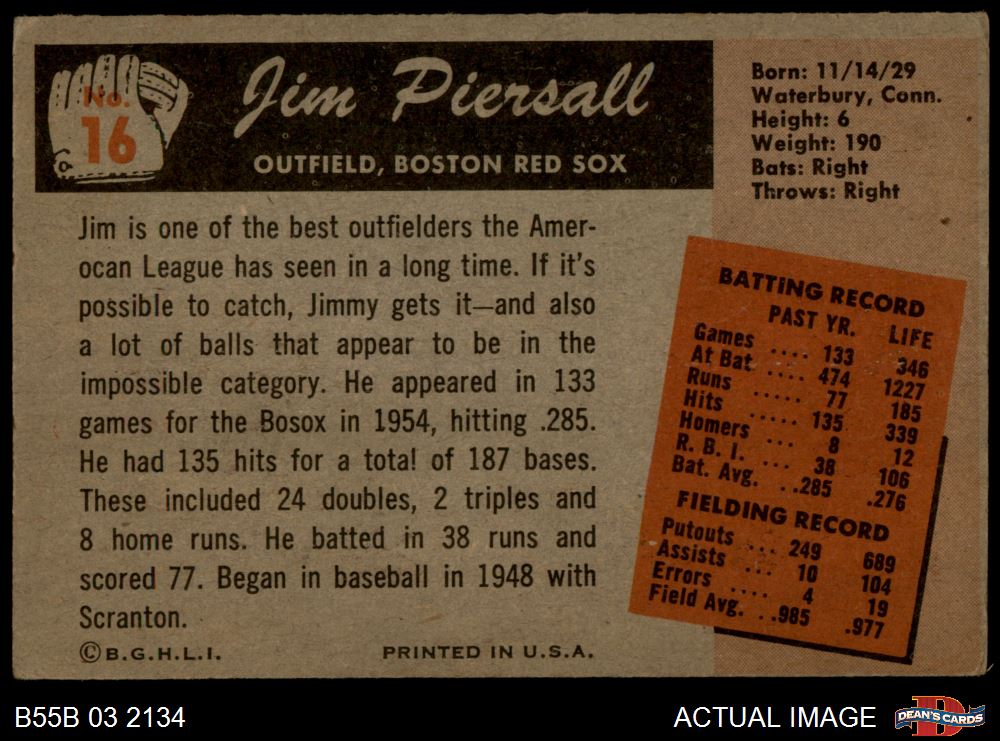 No.
16
Jim Piersall
OUTFIELD, BOSTON RED SOX
Born: 11/14/29
Waterbury, Conn.
Height: 6
Weight: 190
Bats: Right
Throws: Right
Jim is one of the best outfielders the Amer-
ocan League has seen in a long time. If it's
possible to catch, Jimmy gets it—and also
a lot of balls that appear to be in the
impossible category. He appeared in 133
games for the Bosox in 1954, hitting .285.
He had 135 hits for a total of 187 bases.
These included 24 doubles, 2 triples and
8 home runs. He batted in 38 runs and
scored 77. Began in baseball in 1948 with
Scranton.
©B.G.H.L.I. PRINTED IN U.S.A.
BATTING RECORD
PAST YR. LIFE
Games .... 133 346
At Bat .... 474 1227
Runs ..... 77 185
Hits ..... 135 339
Homers ... 8 12
R. B. I. ... 38 106
Bat. Avg. ..285 .276
FIELDING RECORD
Putouts ... 249 689
Assists ... 10 104
Errors .... 4 19
Field Avg. ..985 .977
B55B 03 2134
ACTUAL IMAGE
DEAN'S CARDS